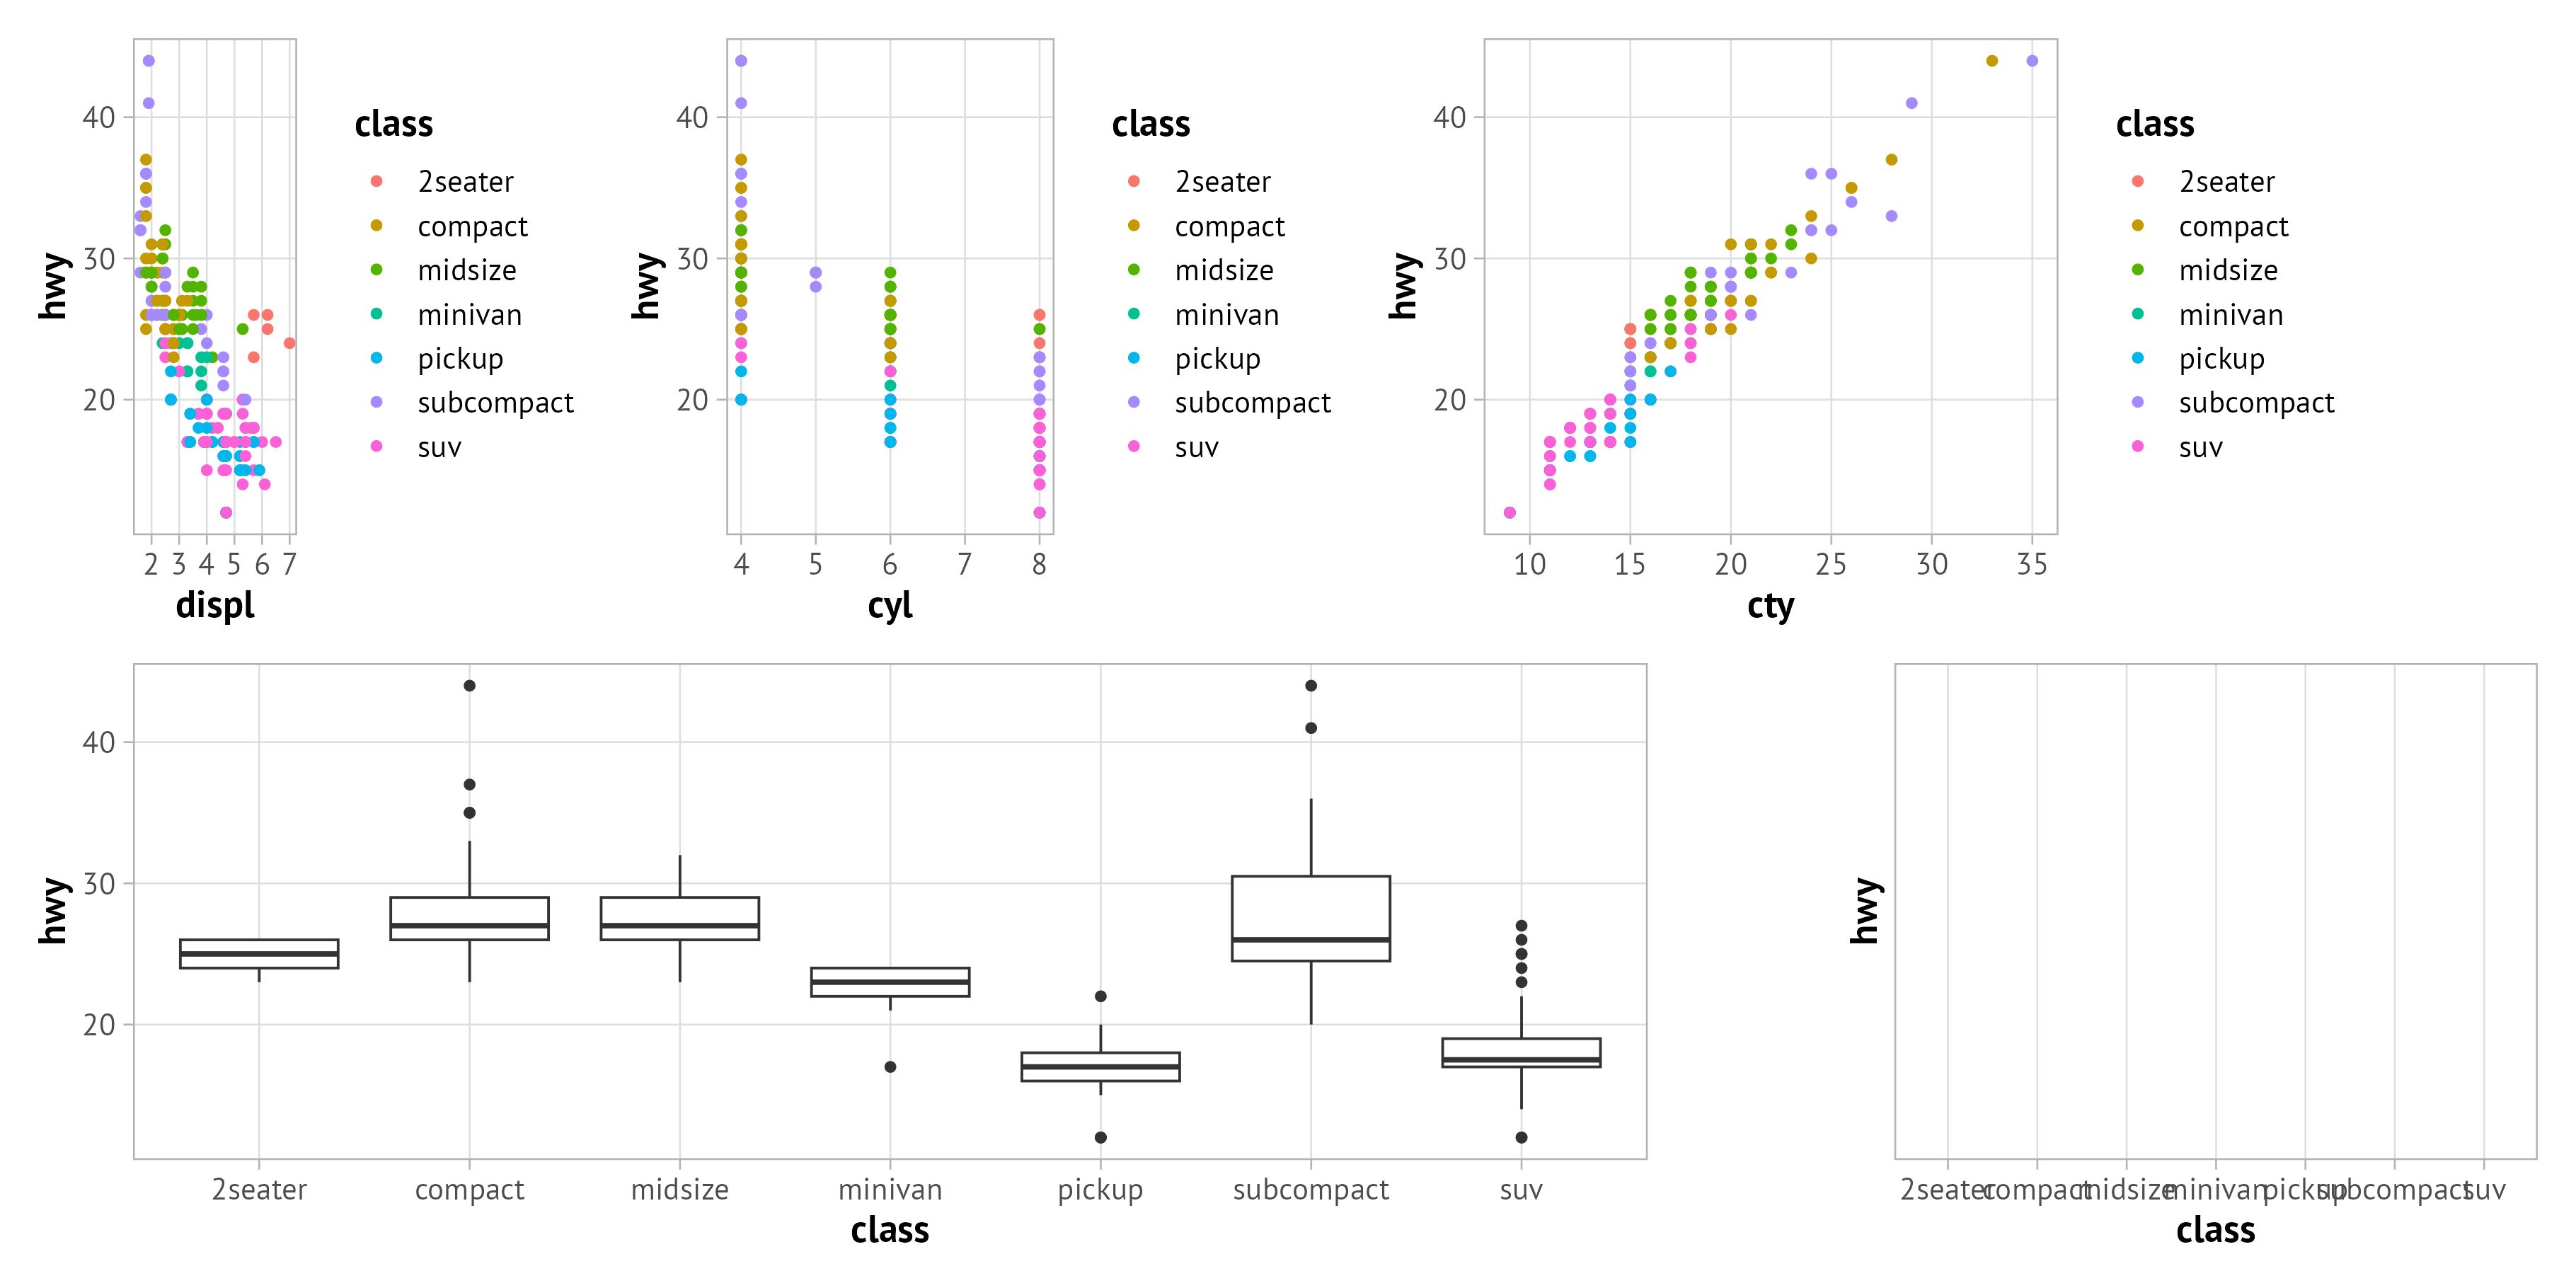 hwy
40
30
20
2 3 4 5 6 7
displ
class
2seater
compact
midsize
minivan
pickup
subcompact
suv
hwy
40
30
20
4 5 6 7 8
cyl
class
2seater
compact
midsize
minivan
pickup
subcompact
suv
hwy
40
30
20
10 15 20 25 30 35
cty
class
2seater
compact
midsize
minivan
pickup
subcompact
suv
hwy
40
30
20
2seater compact midsize minivan pickup subcompact suv
class
hwy
2seater compact midsize minivan pickup subcompact suv
class